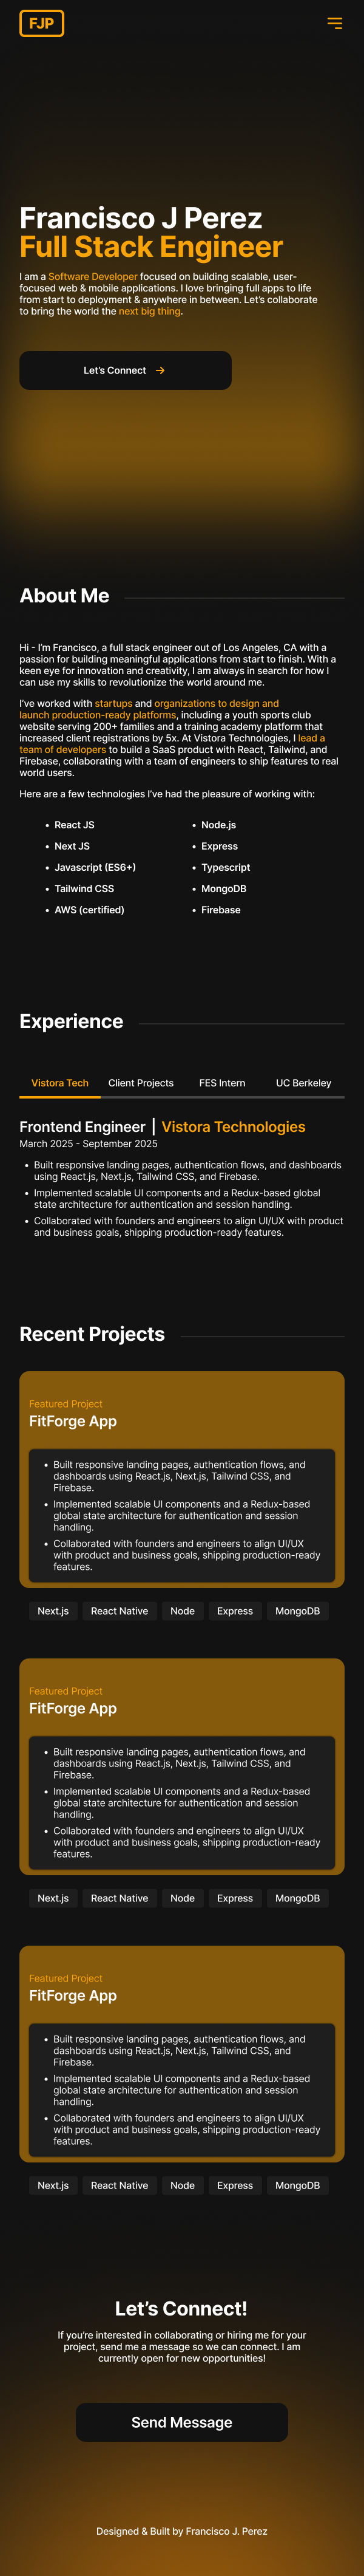 FJP
Francisco J Perez
Full Stack Engineer
I am a Software Developer focused on building scalable, user-
focused web & mobile applications. I love bringing full apps to life
from start to deployment & anywhere in between. Let's collaborate
to bring the world the next big thing.
Let's Connect →
About Me
Hi - I'm Francisco, a full stack engineer out of Los Angeles, CA with a
passion for building meaningful applications from start to finish. With a
keen eye for innovation and creativity, I am always in search for how I
can use my skills to revolutionize the world around me.
I've worked with startups and organizations to design and
launch production-ready platforms, including a youth sports club
website serving 200+ families and a training academy platform that
increased client registrations by 5x. At Vistora Technologies, I lead a
team of developers to build a SaaS product with React, Tailwind, and
Firebase, collaborating with a team of engineers to ship features to real
world users.
Here are a few technologies I've had the pleasure of working with:
• React JS
• Next JS
• Javascript (ES6+)
• Tailwind CSS
• AWS (certified)
• Node.js
• Express
• Typescript
• MongoDB
• Firebase
Experience
Vistora Tech Client Projects FES Intern UC Berkeley
Frontend Engineer | Vistora Technologies
March 2025 - September 2025
• Built responsive landing pages, authentication flows, and dashboards
using React.js, Next.js, Tailwind CSS, and Firebase.
• Implemented scalable UI components and a Redux-based global
state architecture for authentication and session handling.
• Collaborated with founders and engineers to align UI/UX with product
and business goals, shipping production-ready features.
Recent Projects
Featured Project
FitForge App
• Built responsive landing pages, authentication flows, and
dashboards using React.js, Next.js, Tailwind CSS, and
Firebase.
• Implemented scalable UI components and a Redux-based
global state architecture for authentication and session
handling.
• Collaborated with founders and engineers to align UI/UX
with product and business goals, shipping production-ready
features.
Next.js React Native Node Express MongoDB
Featured Project
FitForge App
• Built responsive landing pages, authentication flows, and
dashboards using React.js, Next.js, Tailwind CSS, and
Firebase.
• Implemented scalable UI components and a Redux-based
global state architecture for authentication and session
handling.
• Collaborated with founders and engineers to align UI/UX
with product and business goals, shipping production-ready
features.
Next.js React Native Node Express MongoDB
Featured Project
FitForge App
• Built responsive landing pages, authentication flows, and
dashboards using React.js, Next.js, Tailwind CSS, and
Firebase.
• Implemented scalable UI components and a Redux-based
global state architecture for authentication and session
handling.
• Collaborated with founders and engineers to align UI/UX
with product and business goals, shipping production-ready
features.
Next.js React Native Node Express MongoDB
Let's Connect!
If you're interested in collaborating or hiring me for your
project, send me a message so we can connect. I am
currently open for new opportunities!
Send Message
Designed & Built by Francisco J. Perez